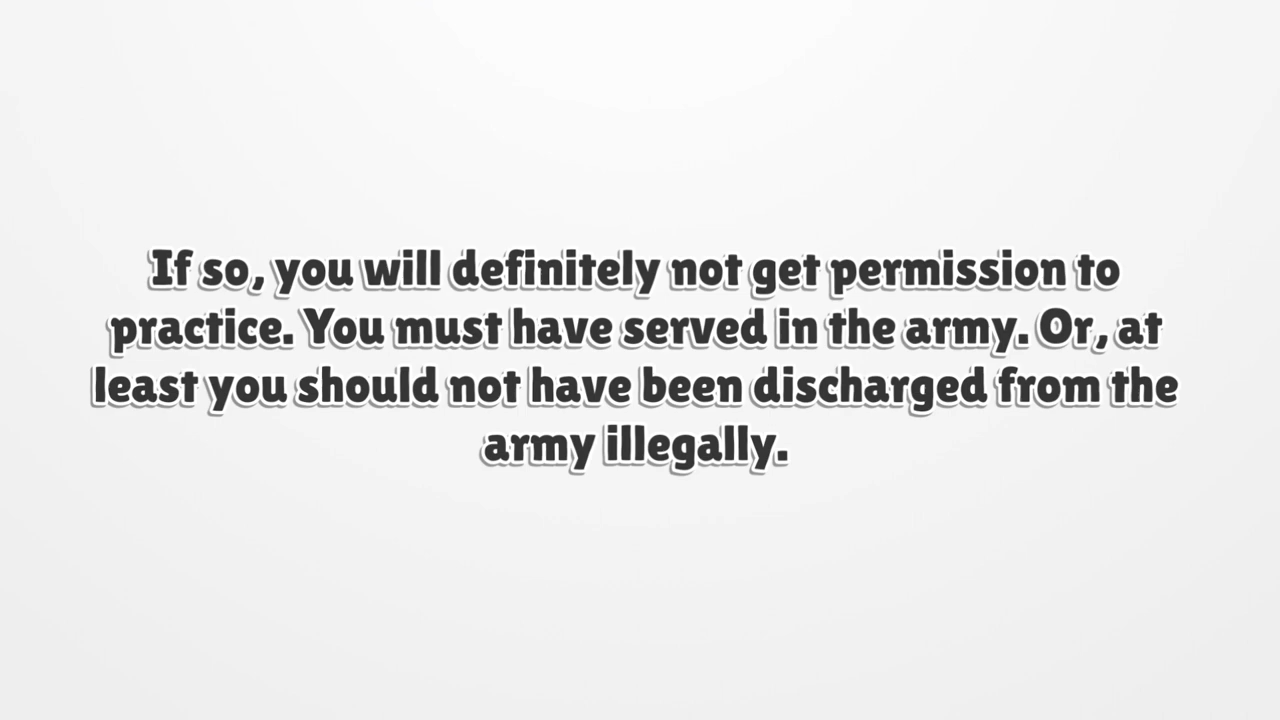 If so, you will definitely not get permission to
practice. You must have served in the army. Or, at
least you should not have been discharged from the
army illegally.